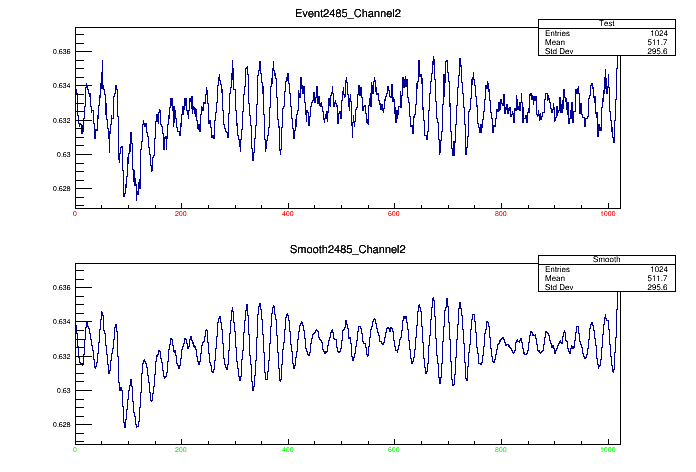 Event2485_Channel2
Test
Entries 1024
Mean 511.7
Std Dev 295.6
0.636
0.634
0.632
0.63
0.628
0 200 400 600 800 1000
Smooth2485_Channel2
Smooth
Entries 1024
Mean 511.7
Std Dev 295.6
0.636
0.634
0.632
0.63
0.628
0 200 400 600 800 1000